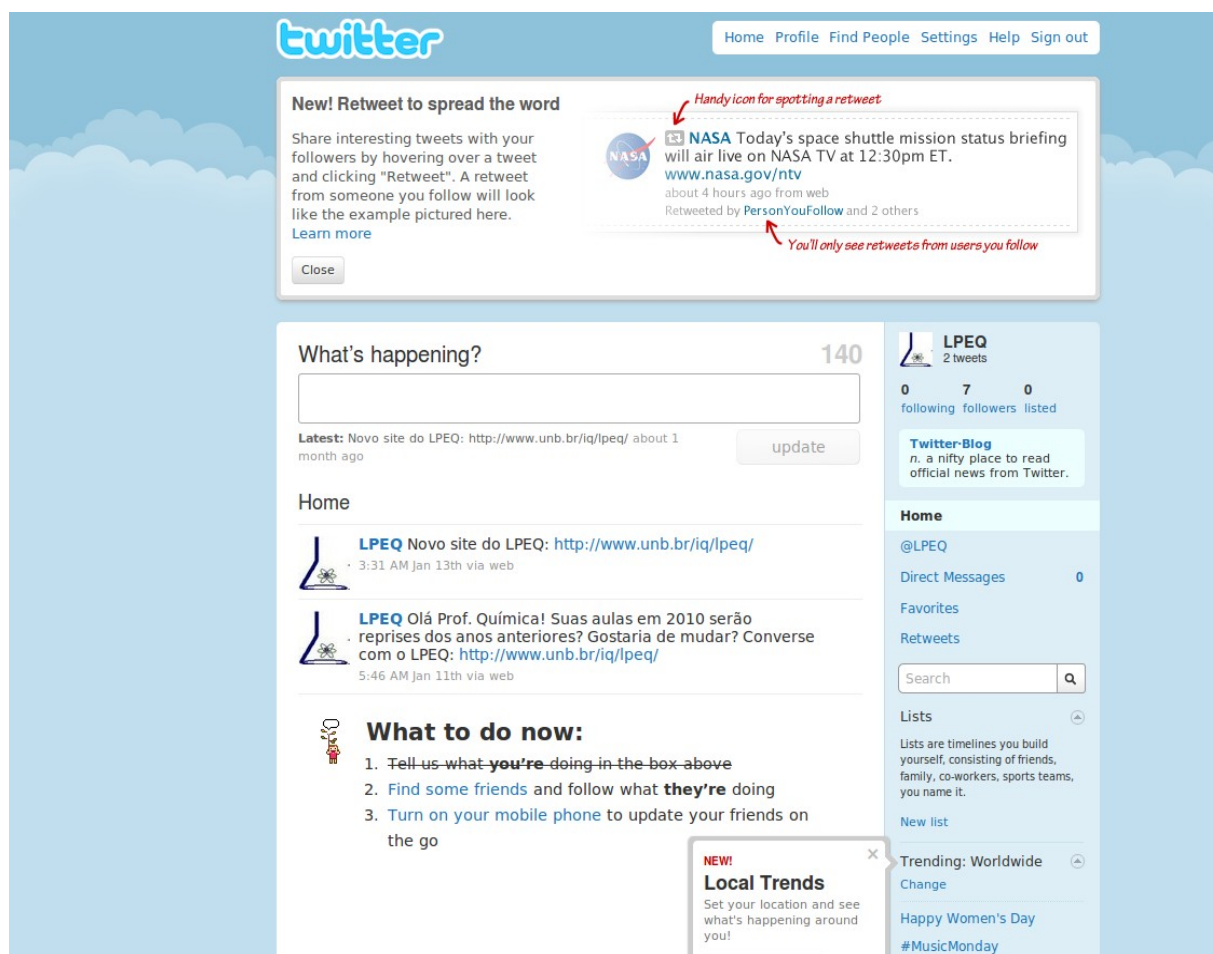 twitter
Home Profile Find People Settings Help Sign out
New! Retweet to spread the word
Share interesting tweets with your
followers by hovering over a tweet
and clicking "Retweet". A retweet
from someone you follow will look
like the example pictured here.
Learn more
Close
Handy icon for spotting a retweet
NASA
NASA Today's space shuttle mission status briefing
will air live on NASA TV at 12:30pm ET.
www.nasa.gov/ntv
about 4 hours ago from web
Retweeted by PersonYouFollow and 2 others
You'll only see retweets from users you follow
What's happening?
140
Latest: Novo site do LPEQ: http://www.unb.br/iq/lpeq/ about 1
month ago
update
Home
LPEQ Novo site do LPEQ: http://www.unb.br/iq/lpeq/
3:31 AM Jan 13th via web
LPEQ Olá Prof. Química! Suas aulas em 2010 serão
reprises dos anos anteriores? Gostaria de mudar? Converse
com o LPEQ: http://www.unb.br/iq/lpeq/
5:46 AM Jan 11th via web
What to do now:
1. Tell us what you're doing in the box above
2. Find some friends and follow what they're doing
3. Turn on your mobile phone to update your friends on
the go
NEW!
Local Trends
Set your location and see
what's happening around
you!
LPEQ
2 tweets
0 7 0
following followers listed
Twitter·Blog
n. a nifty place to read
official news from Twitter.
Home
@LPEQ
Direct Messages 0
Favorites
Retweets
Search
Lists
Lists are timelines you build
yourself, consisting of friends,
family, co-workers, sports teams,
you name it.
New list
Trending: Worldwide
Change
Happy Women's Day
#MusicMonday